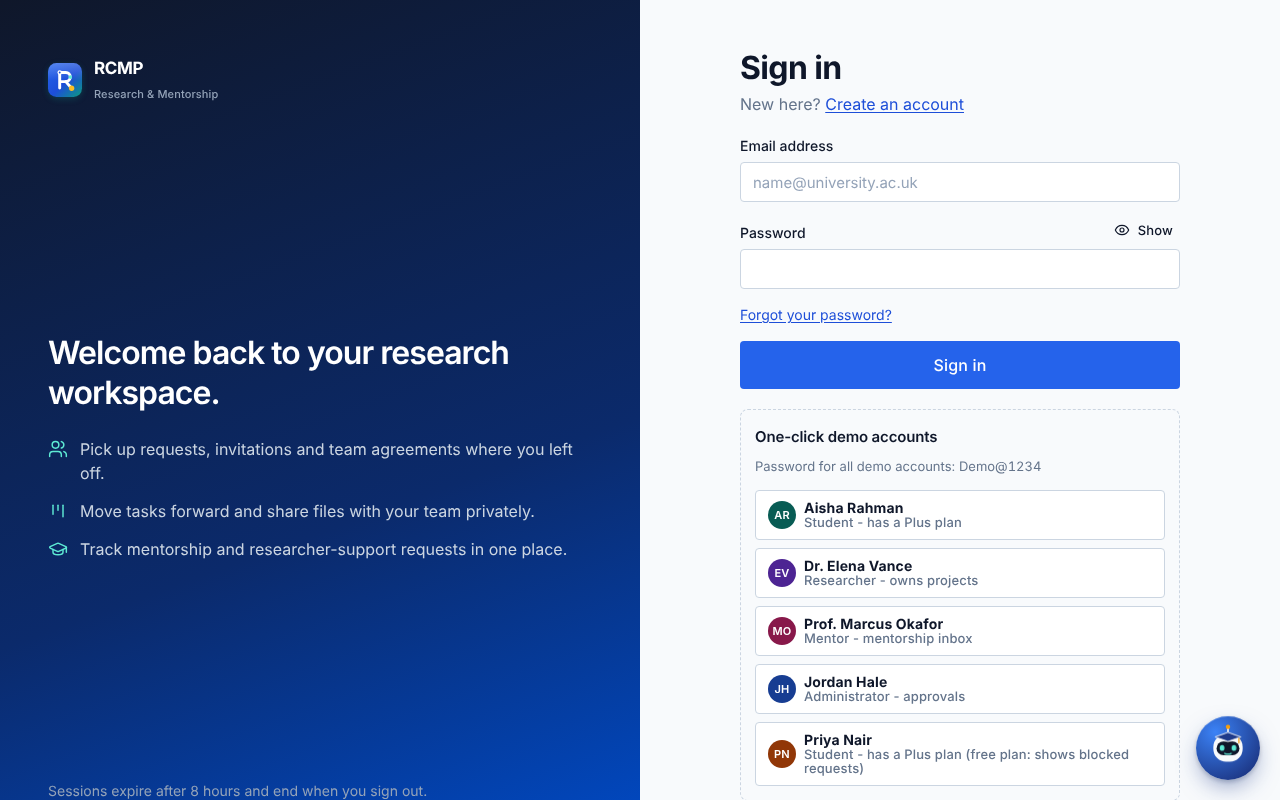 RCMP
Research & Mentorship
Welcome back to your research
workspace.
Pick up requests, invitations and team agreements where you left
off.
Move tasks forward and share files with your team privately.
Track mentorship and researcher-support requests in one place.
Sessions expire after 8 hours and end when you sign out.
Sign in
New here? Create an account
Email address
name@university.ac.uk
Password
Show
Forgot your password?
Sign in
One-click demo accounts
Password for all demo accounts: Demo@1234
AR
Aisha Rahman
Student - has a Plus plan
EV
Dr. Elena Vance
Researcher - owns projects
MO
Prof. Marcus Okafor
Mentor - mentorship inbox
JH
Jordan Hale
Administrator - approvals
PN
Priya Nair
Student - has a Plus plan (free plan: shows blocked
requests)